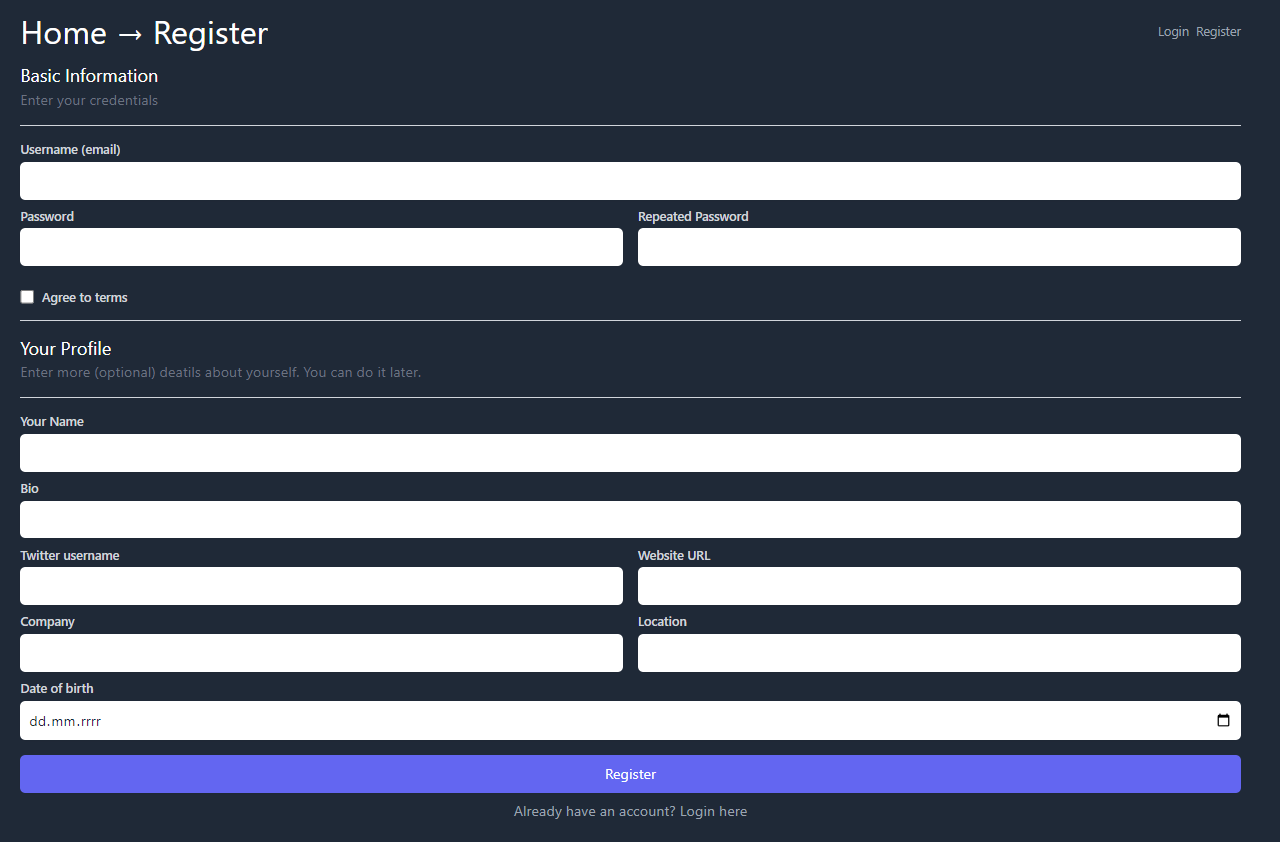 Home → Register
Login Register
Basic Information
Enter your credentials
Username (email)
Password
Repeated Password
Agree to terms
Your Profile
Enter more (optional) deatils about yourself. You can do it later.
Your Name
Bio
Twitter username
Website URL
Company
Location
Date of birth
dd.mm.rrrr
Register
Already have an account? Login here